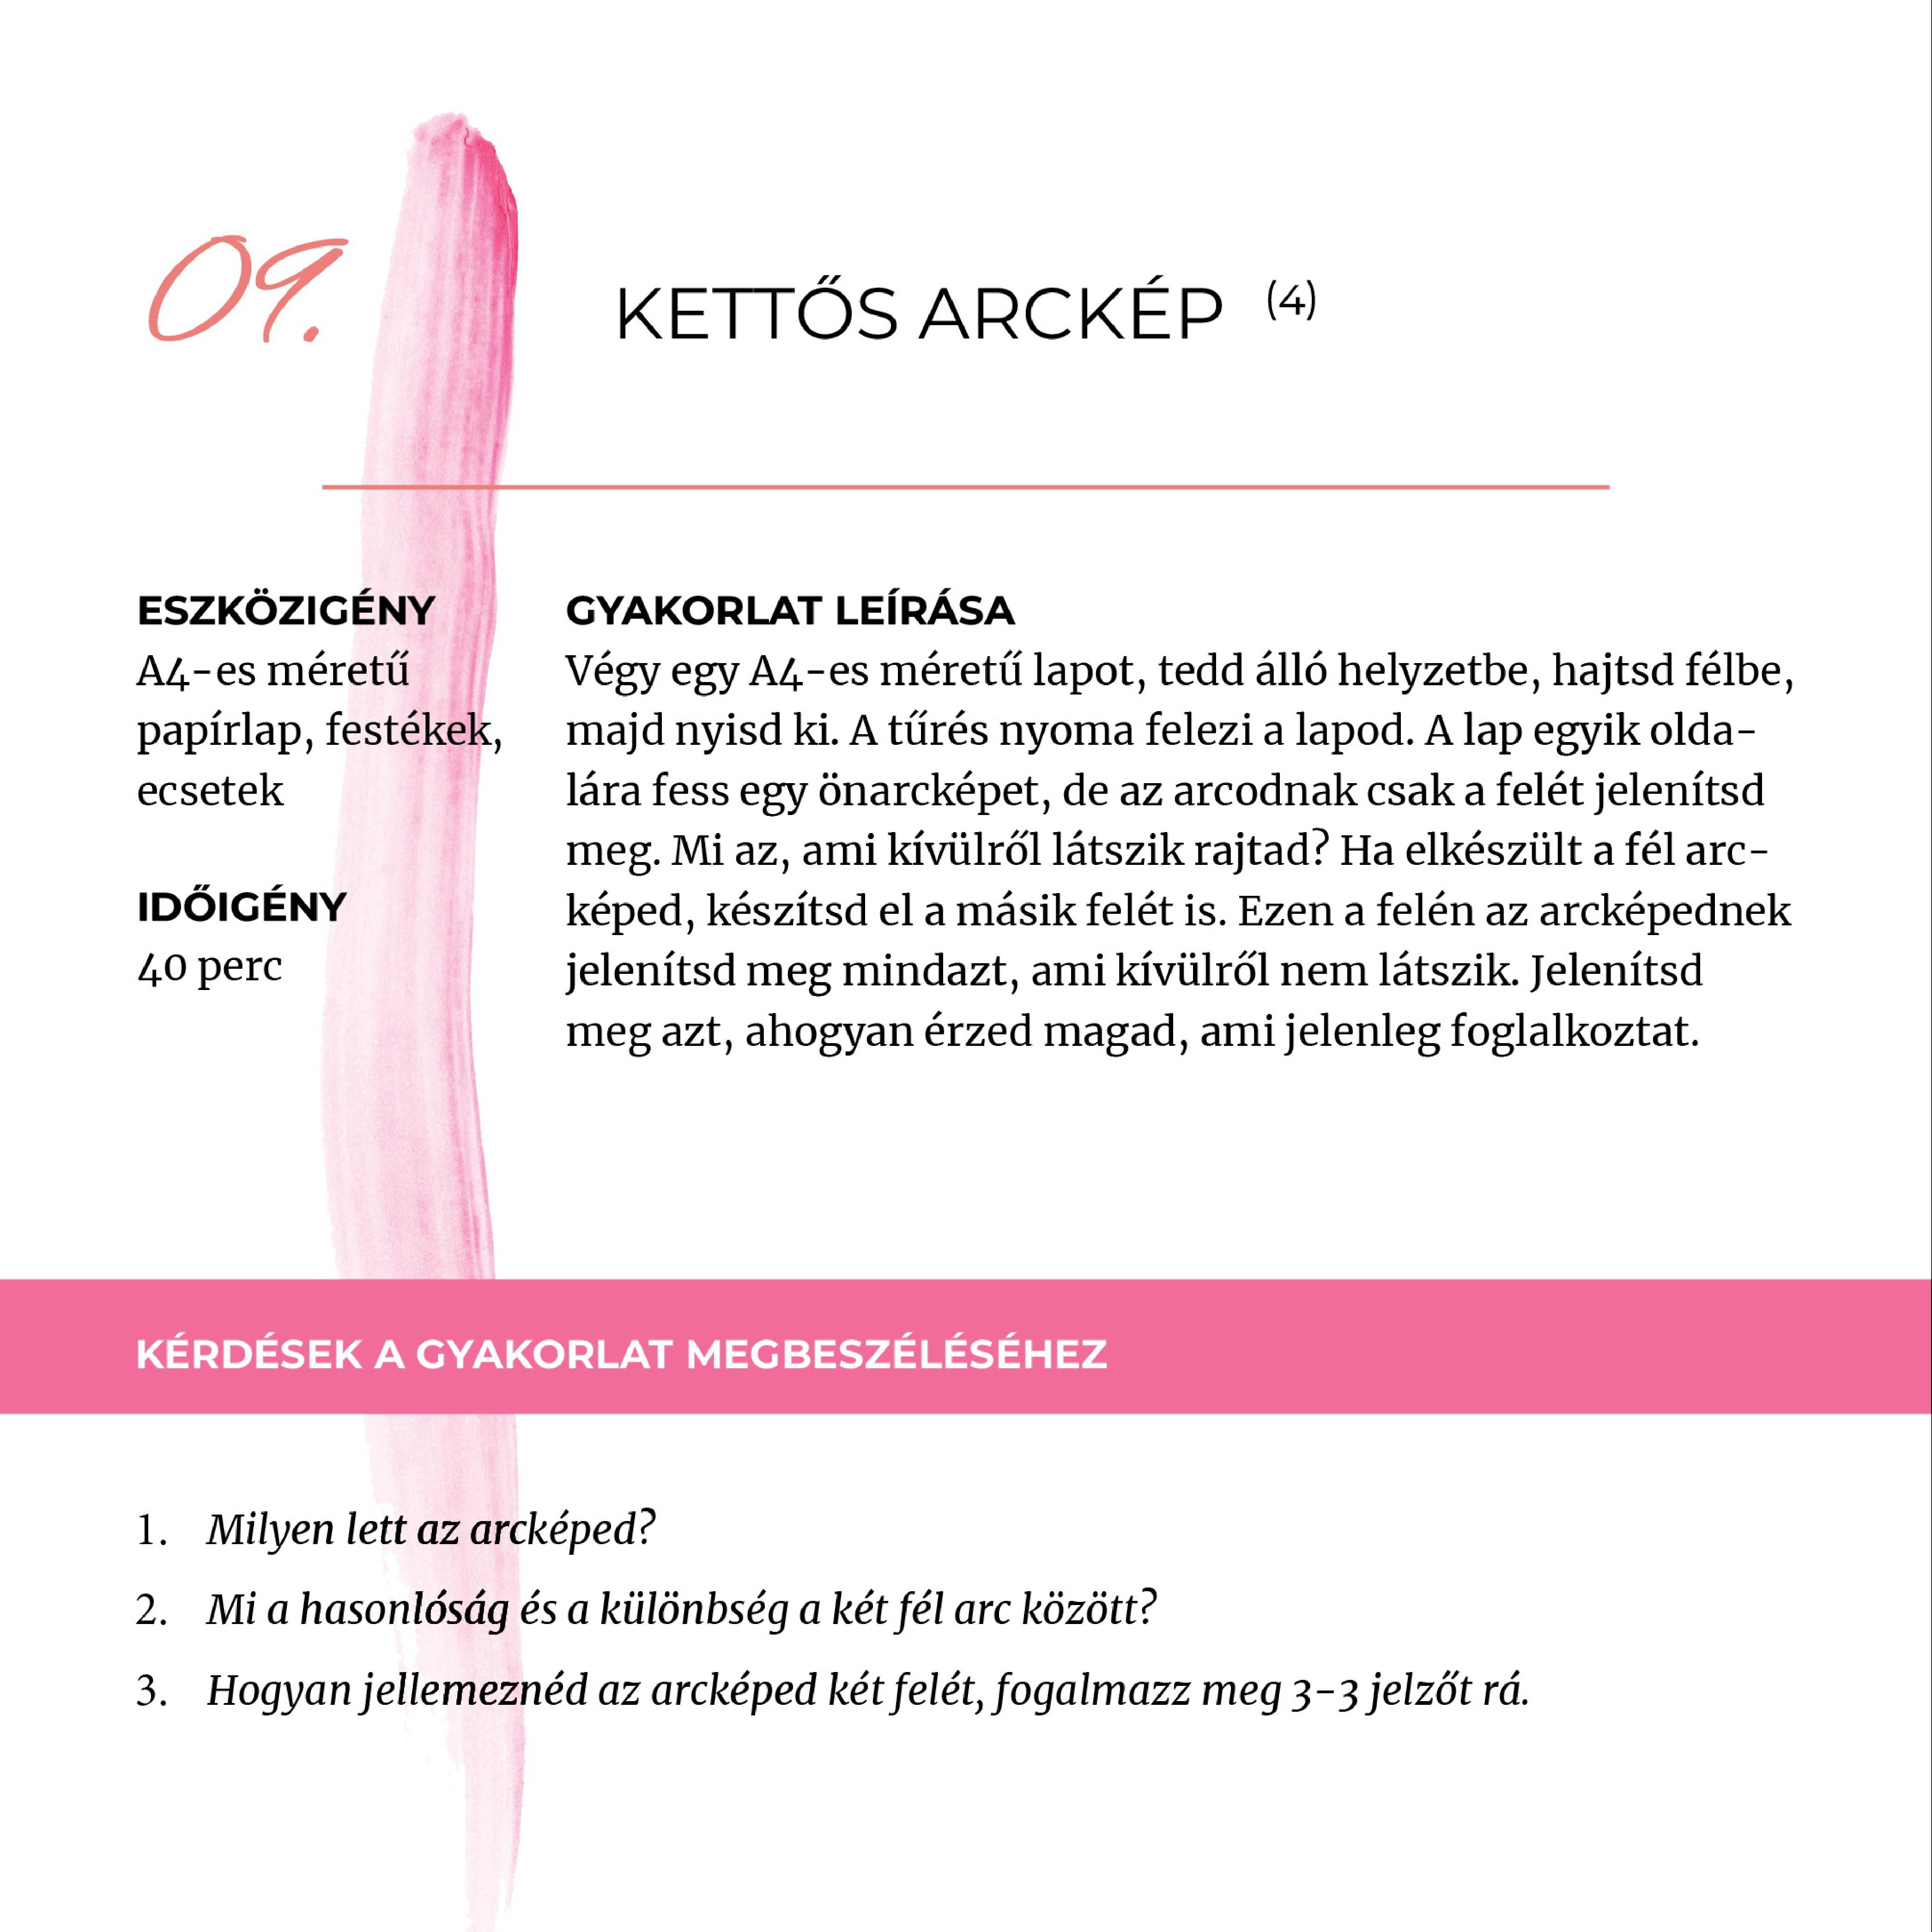 09.
KETTŐS ARCKÉP (4)
ESZKÖZIGÉNY
A4-es méretű
papírlap, festékek,
ecsetek
IDŐIGÉNY
40 perc
GYAKORLAT LEÍRÁSA
Végy egy A4-es méretű lapot, tedd álló helyzetbe, hajtsd félbe,
majd nyisd ki. A tűrés nyoma felezi a lapod. A lap egyik olda-
lára fess egy önarcképet, de az arcodnak csak a felét jelenítsd
meg. Mi az, ami kívülről látszik rajtad? Ha elkészült a fél arc-
képed, készítsd el a másik felét is. Ezen a felén az arcképednek
jelenítsd meg mindazt, ami kívülről nem látszik. Jelenítsd
meg azt, ahogyan érzed magad, ami jelenleg foglalkoztat.
KÉRDÉSEK A GYAKORLAT MEGBESZÉLÉSÉHEZ
1. Milyen lett az arcképed?
2. Mi a hasonlóság és a különbség a két fél arc között?
3. Hogyan jellemeznéd az arcképed két felét, fogalmazz meg 3-3 jelzőt rá.